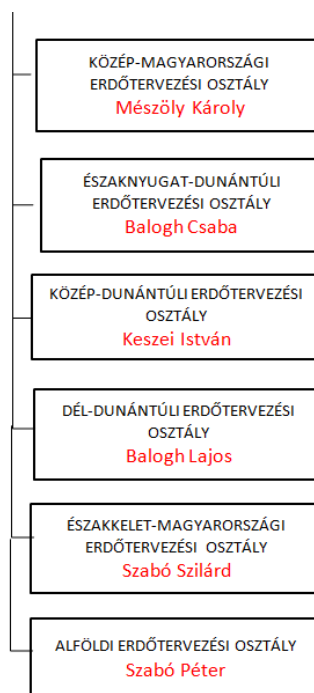 KÖZÉP-MAGYARORSZÁGI
ERDŐTERVEZÉSI OSZTÁLY
Mészöly Károly
ÉSZAKNYUGAT-DUNÁNTÚLI
ERDŐTERVEZÉSI OSZTÁLY
Balogh Csaba
KÖZÉP-DUNÁNTÚLI ERDŐTERVEZÉSI
OSZTÁLY
Keszei István
DÉL-DUNÁNTÚLI ERDŐTERVEZÉSI
OSZTÁLY
Balogh Lajos
ÉSZAKKELET-MAGYARORSZÁGI
ERDŐTERVEZÉSI OSZTÁLY
Szabó Szilárd
ALFÖLDI ERDŐTERVEZÉSI OSZTÁLY
Szabó Péter